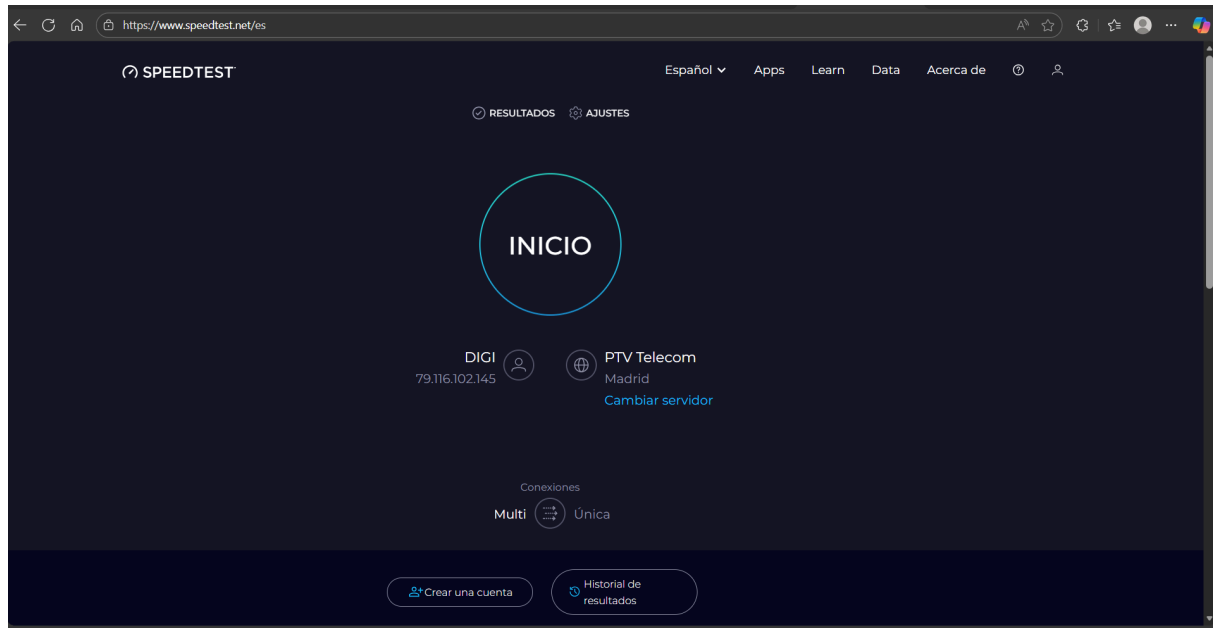 https://www.speedtest.net/es
SPEEDTEST
Español
Apps
Learn
Data
Acerca de
RESULTADOS
AJUSTES
INICIO
DIGI
79.116.102.145
PTV Telecom
Madrid
Cambiar servidor
Conexiones
Multi
Única
Crear una cuenta
Historial de
resultados